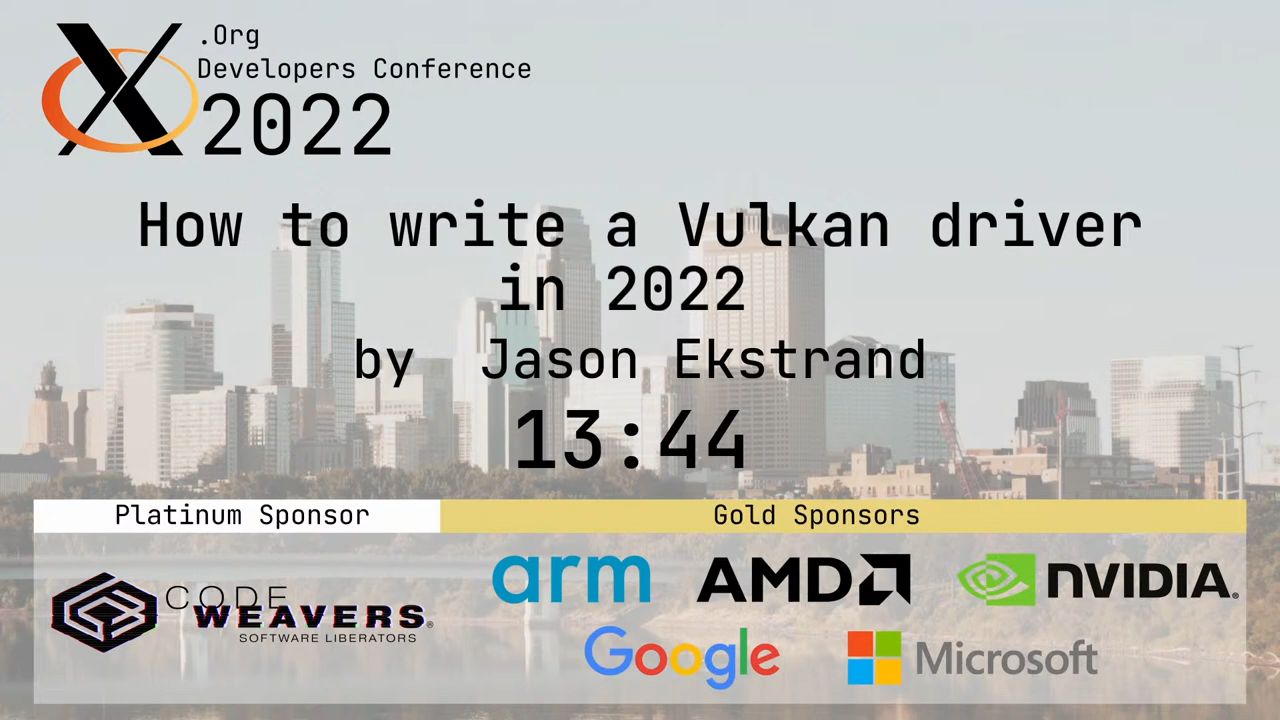 .Org
Developers Conference
2022
How to write a Vulkan driver
in 2022
by Jason Ekstrand
13:44
Platinum Sponsor
Gold Sponsors
CODE
WEAVERS®
SOFTWARE LIBERATORS
arm
AMD
NVIDIA.
Google
Microsoft